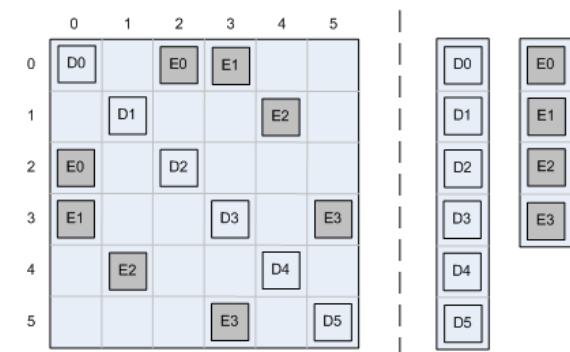 0 1 2 3 4 5
0 D0 E0 E1 D0 E0
1 D1 E2 D1 E1
2 E0 D2 D2 E2
3 E1 D3 E3 D3 E3
4 E2 D4 D4
5 E3 D5 D5